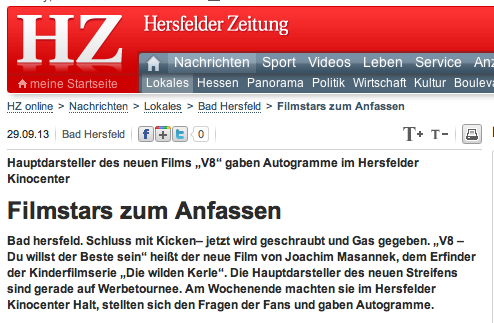 HZ Hersfelder Zeitung
Nachrichten Sport Videos Leben Service
meine Startseite Lokales Hessen Panorama Politik Wirtschaft Kultur
HZ online > Nachrichten > Lokales > Bad Hersfeld > Filmstars zum Anfassen
29.09.13 Bad Hersfeld f t 0 T+ T-
Hauptdarsteller des neuen Films „V8“ gaben Autogramme im Hersfelder
Kinocenter
Filmstars zum Anfassen
Bad hersfeld. Schluss mit Kicken– jetzt wird geschraubt und Gas gegeben. „V8 –
Du willst der Beste sein“ heißt der neue Film von Joachim Masannek, dem Erfinder
der Kinderfilmserie „Die wilden Kerle“. Die Hauptdarsteller des neuen Streifens
sind gerade auf Werbetournee. Am Wochenende machten sie im Hersfelder
Kinocenter Halt, stellten sich den Fragen der Fans und gaben Autogramme.